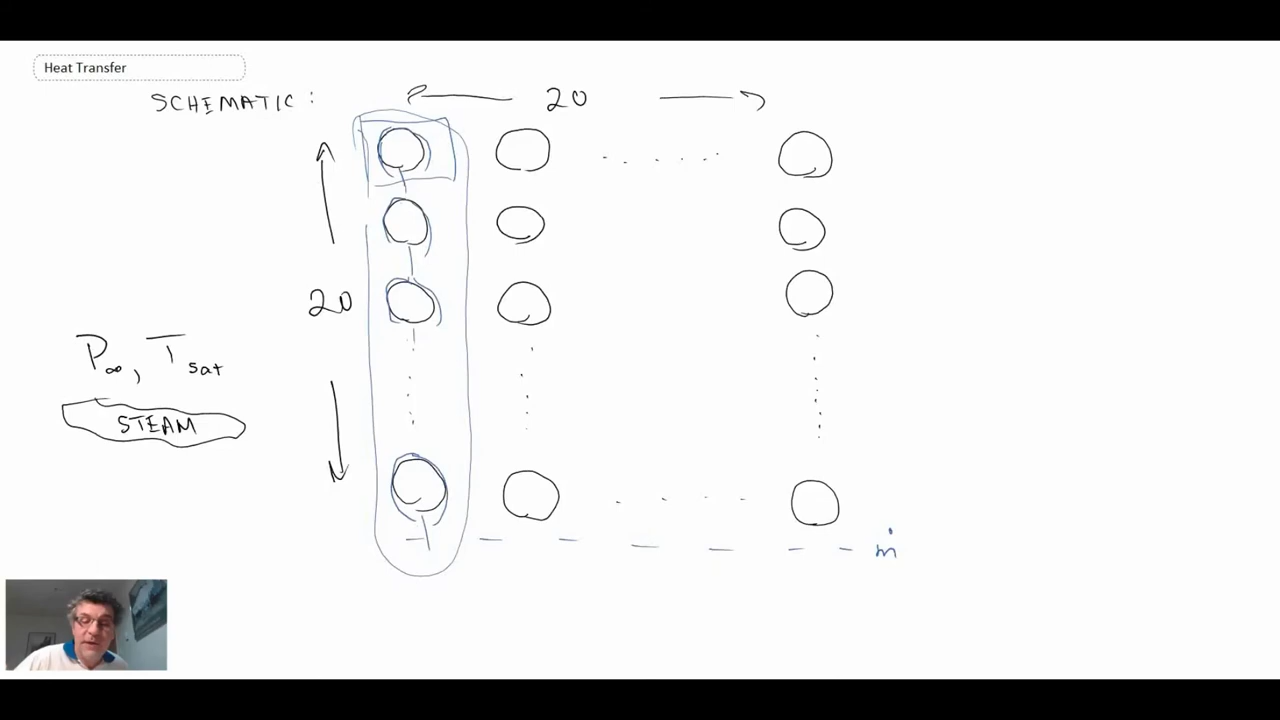 Heat Transfer
SCHEMATIC:
20
20
P∞, Tsat
STEAM
ṁ